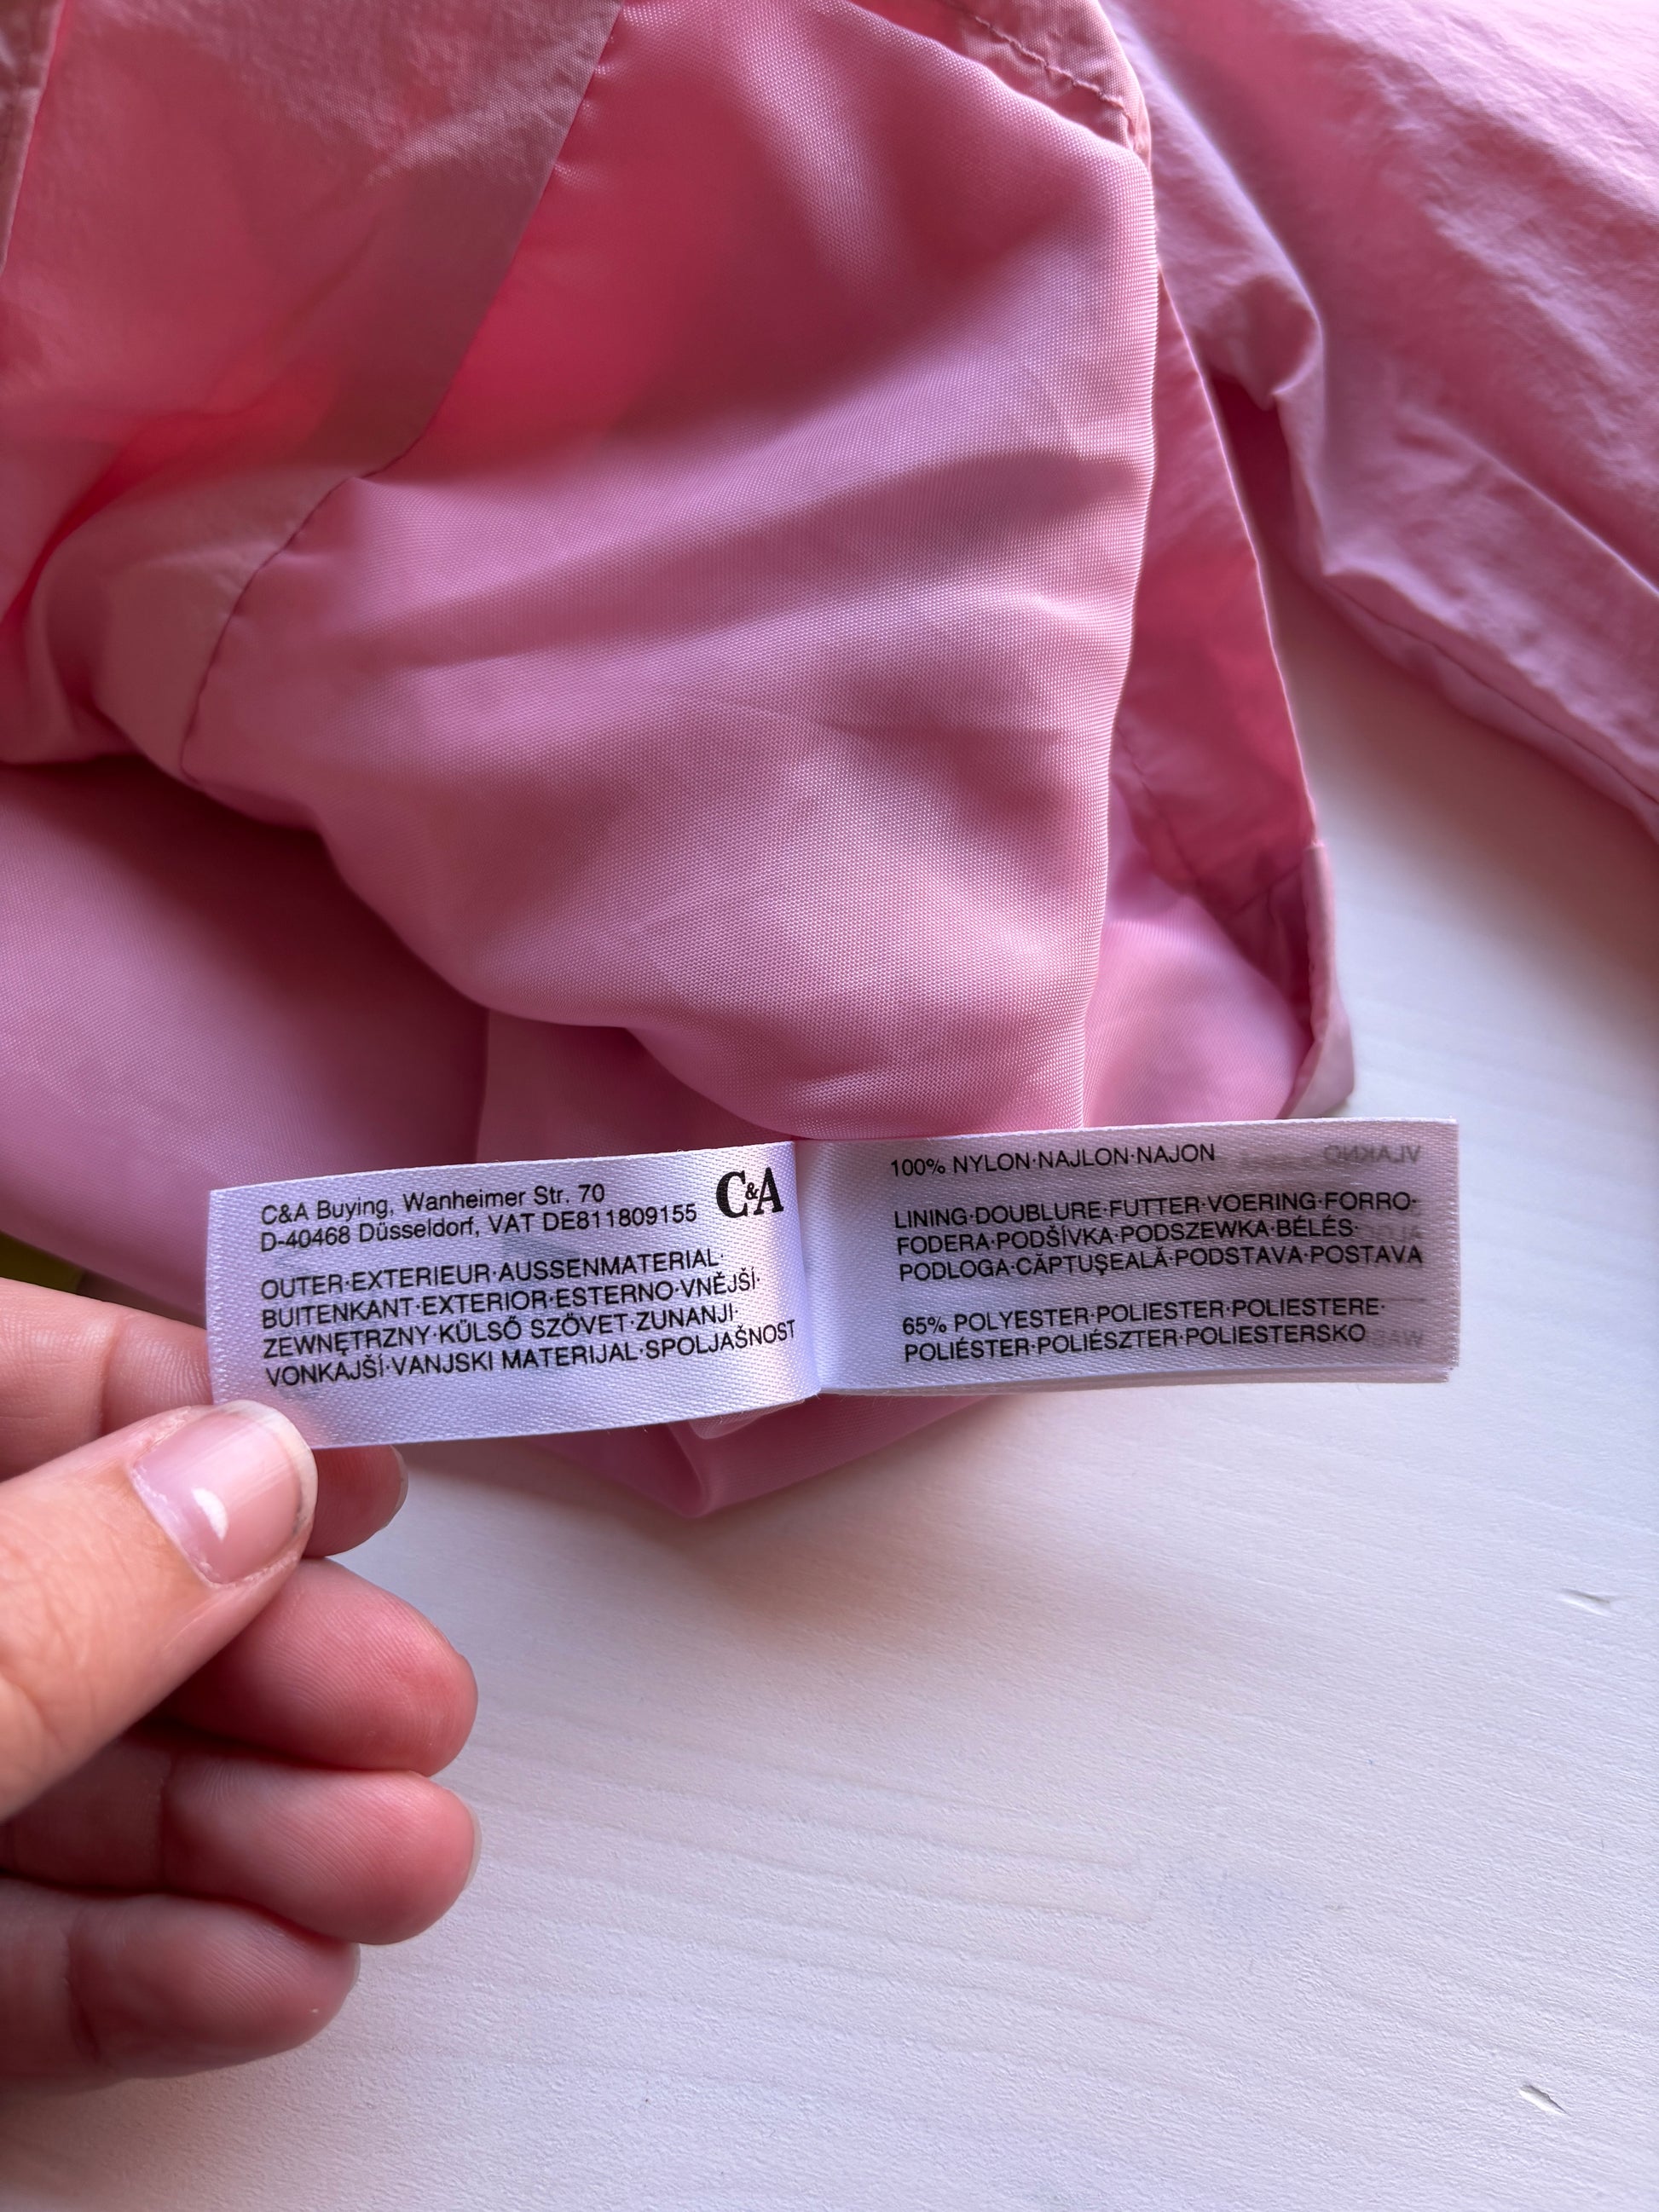 C&A Buying, Wanheimer Str. 70
D-40468 Düsseldorf, VAT DE811809155
C&A
OUTER·EXTERIEUR·AUSSENMATERIAL·
BUITENKANT·EXTERIOR·ESTERNO·VNĚJŠÍ·
ZEWNĘTRZNY·KÜLSŐ SZÖVET·ZUNANJI·
VONKAJŠÍ·VANJSKI MATERIJAL·SPOLJAŠNOST
100% NYLON·NAJLON·NAJON
LINING·DOUBLURE·FUTTER·VOERING·FORRO·
FODERA·PODŠÍVKA·PODSZEWKA·BÉLÉS·
PODLOGA·CĂPTUŞEALĂ·PODSTAVA·POSTAVA
65% POLYESTER·POLIESTER·POLIESTERE·
POLIÉSTER·POLIÉSZTER·POLIESTERSKO